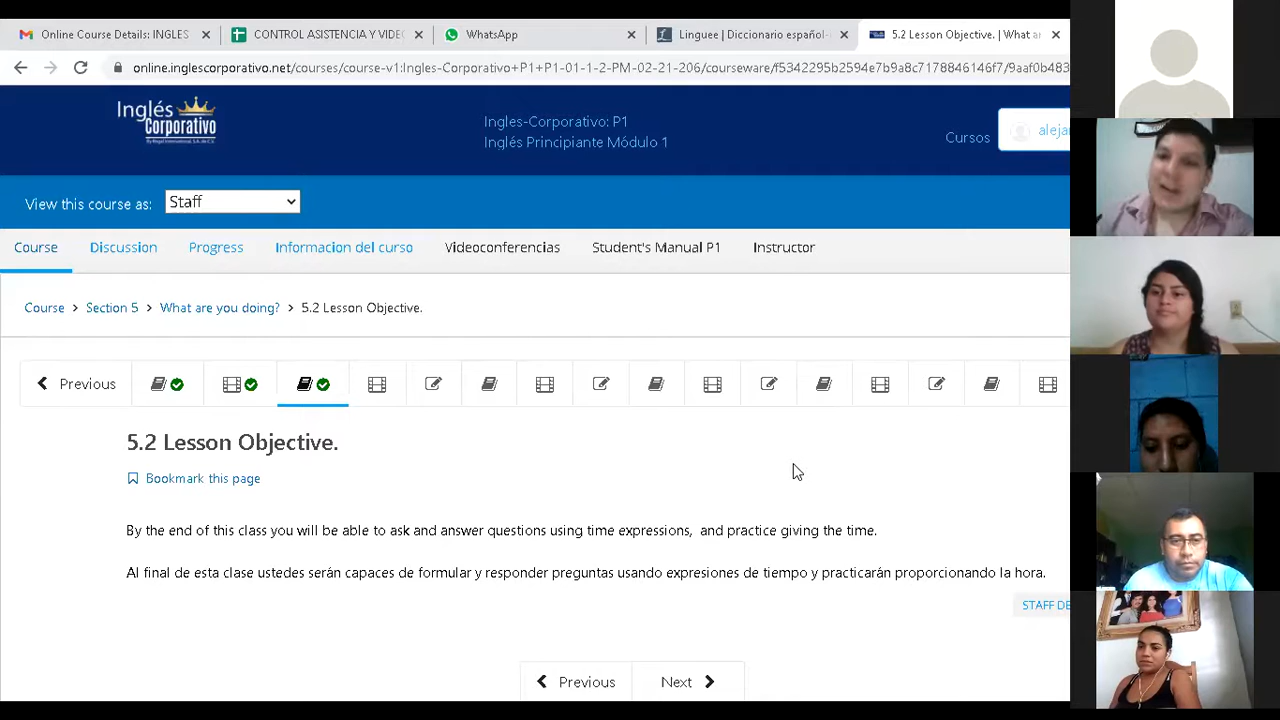 Online Course Details: INGLES
CONTROL ASISTENCIA Y VIDEO
WhatsApp
Linguee | Diccionario español-
5.2 Lesson Objective. | What ar
online.inglescorporativo.net/courses/course-v1:Ingles-Corporativo+P1+P1-01-1-2-PM-02-21-206/courseware/f5342295b2594e7b9a8c7178846146f7/9aaf0b483
Inglés
Corporativo
Ingles-Corporativo: P1
Inglés Principiante Módulo 1
Cursos
aleja
View this course as:
Staff
Course
Discussion
Progress
Informacion del curso
Videoconferencias
Student's Manual P1
Instructor
Course > Section 5 > What are you doing? > 5.2 Lesson Objective.
Previous
5.2 Lesson Objective.
Bookmark this page
By the end of this class you will be able to ask and answer questions using time expressions, and practice giving the time.
Al final de esta clase ustedes serán capaces de formular y responder preguntas usando expresiones de tiempo y practicarán proporcionando la hora.
STAFF DE
Previous
Next